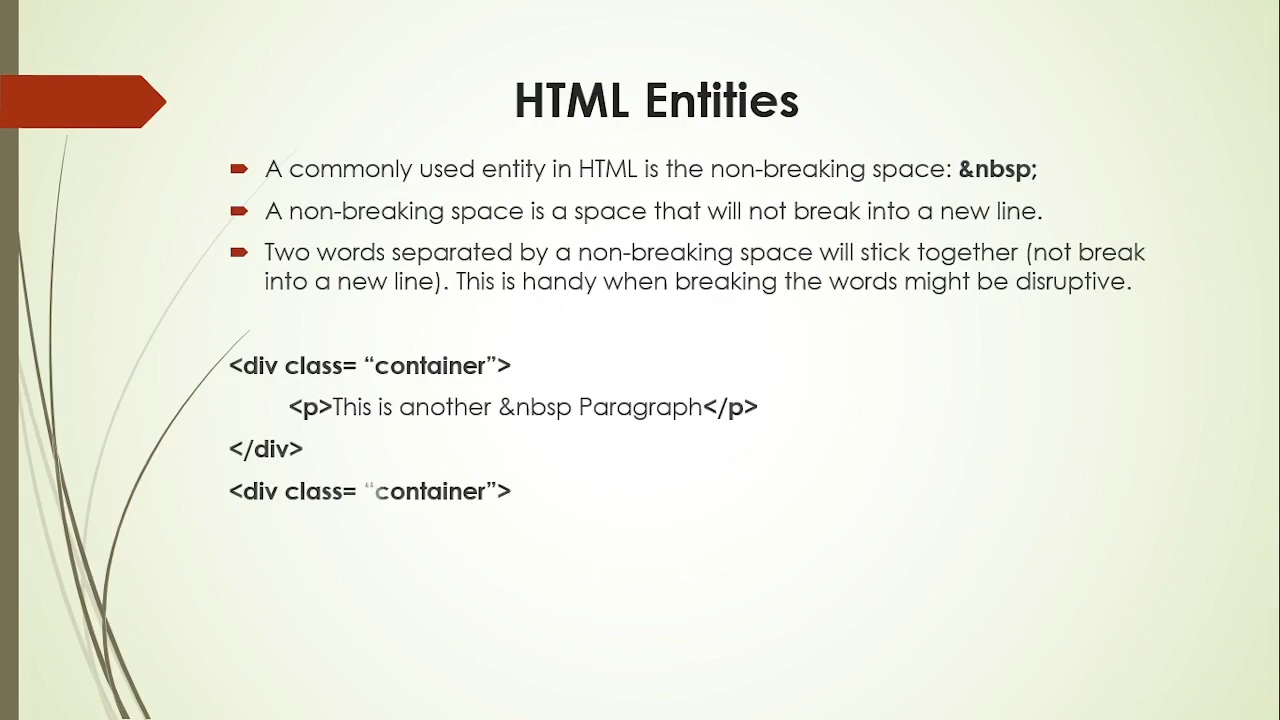 HTML Entities
A commonly used entity in HTML is the non-breaking space: &nbsp;
A non-breaking space is a space that will not break into a new line.
Two words separated by a non-breaking space will stick together (not break
into a new line). This is handy when breaking the words might be disruptive.
<div class= “container”>
<p>This is another &nbsp Paragraph</p>
</div>
<div class= “container”>